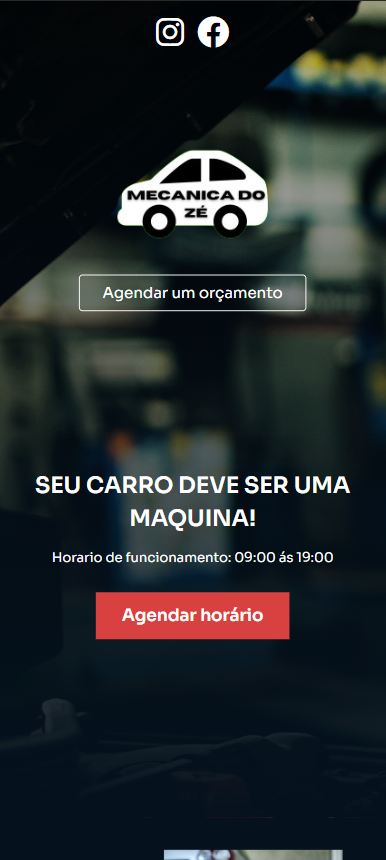 MECANICA DO
ZÉ
Agendar um orçamento
SEU CARRO DEVE SER UMA
MAQUINA!
Horario de funcionamento: 09:00 ás 19:00
Agendar horário